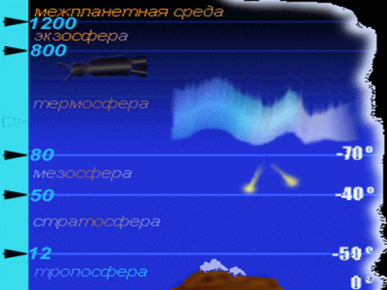 межпланетная среда
1200
экзосфера
800
термосфера
80 -70°
мезосфера
50 -40°
стратосфера
12 -50°
тропосфера 0°